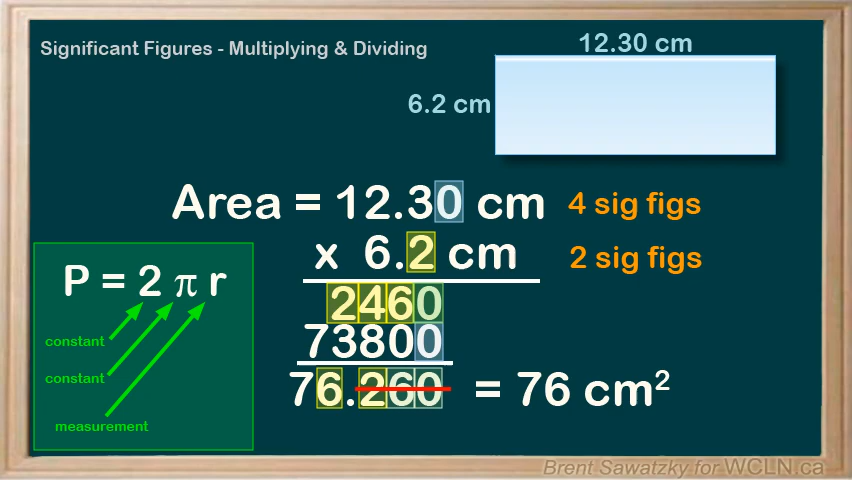 Significant Figures - Multiplying & Dividing
12.30 cm
6.2 cm
Area = 12.30 cm 4 sig figs
x 6.2 cm 2 sig figs
2460
73800
76.260 = 76 cm²
P = 2 π r
constant
constant
measurement
Brent Sawatzky for WCLN.ca